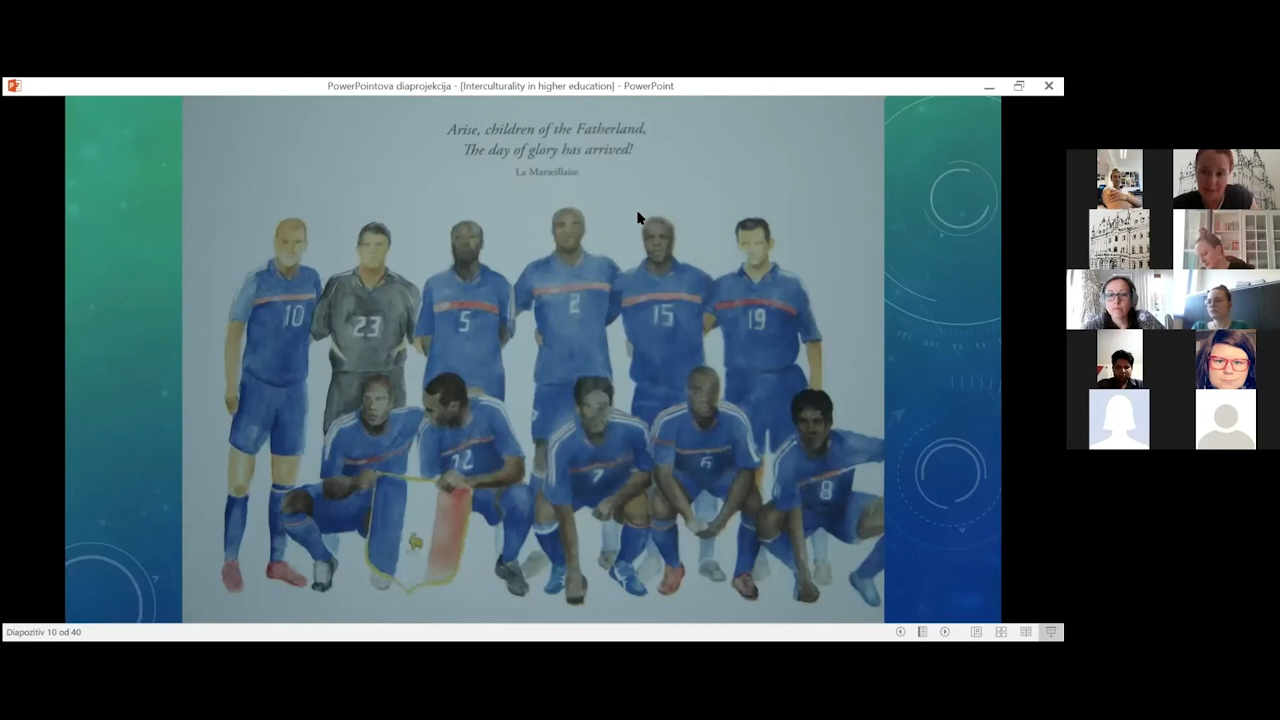 PowerPointova diaprojekcija - [Interculturality in higher education] - PowerPoint
Arise, children of the Fatherland,
The day of glory has arrived!
La Marseillaise
10
23
5
2
15
19
12
7
6
8
Diapozitiv 10 od 40